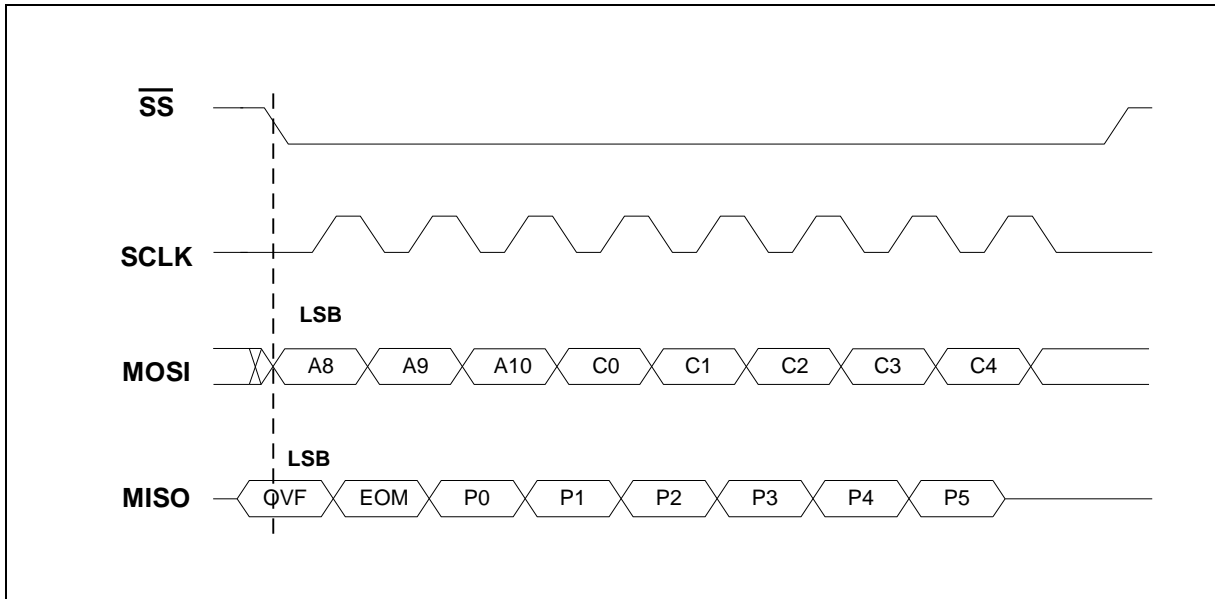 SS
SCLK
LSB
MOSI A8 A9 A10 C0 C1 C2 C3 C4
LSB
MISO OVF EOM P0 P1 P2 P3 P4 P5